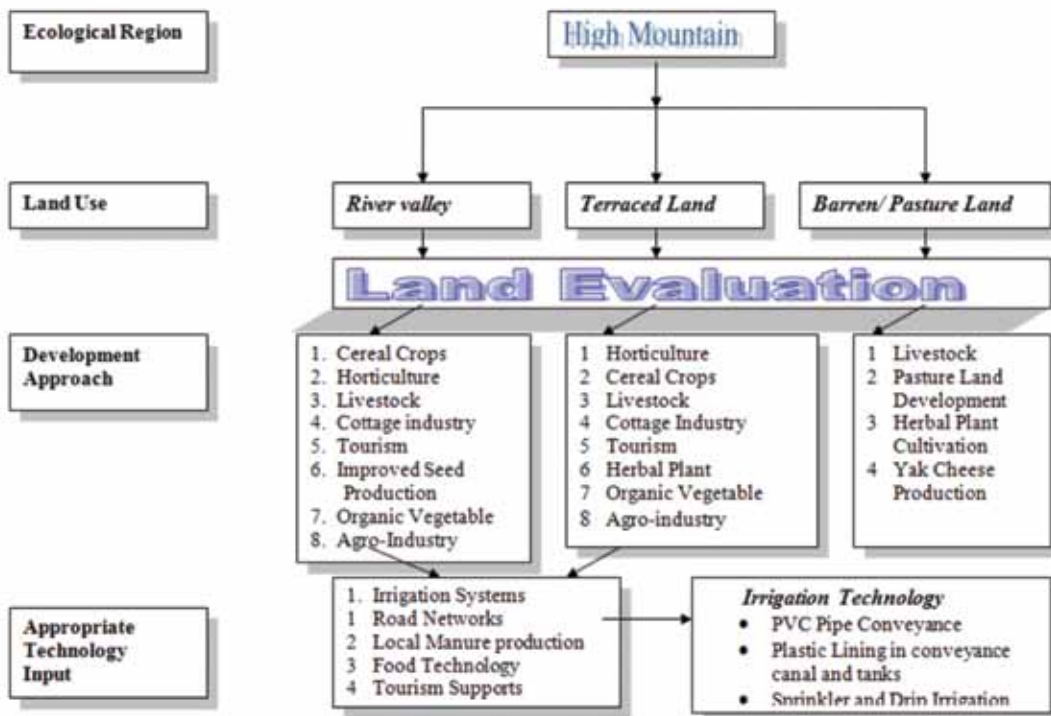 Ecological Region
High Mountain
Land Use
River valley
Terraced Land
Barren/ Pasture Land
Land Evaluation
Development
Approach
1. Cereal Crops
2. Horticulture
3. Livestock
4. Cottage industry
5. Tourism
6. Improved Seed
Production
7. Organic Vegetable
8. Agro-Industry
1 Horticulture
2 Cereal Crops
3 Livestock
4 Cottage Industry
5 Tourism
6 Herbal Plant
7 Organic Vegetable
8 Agro-industry
1 Livestock
2 Pasture Land
Development
3 Herbal Plant
Cultivation
4 Yak Cheese
Production
Appropriate
Technology
Input
1. Irrigation Systems
1 Road Networks
2 Local Manure production
3 Food Technology
4 Tourism Supports
Irrigation Technology
• PVC Pipe Conveyance
• Plastic Lining in conveyance
canal and tanks
• Sprinkler and Drip Irrigation